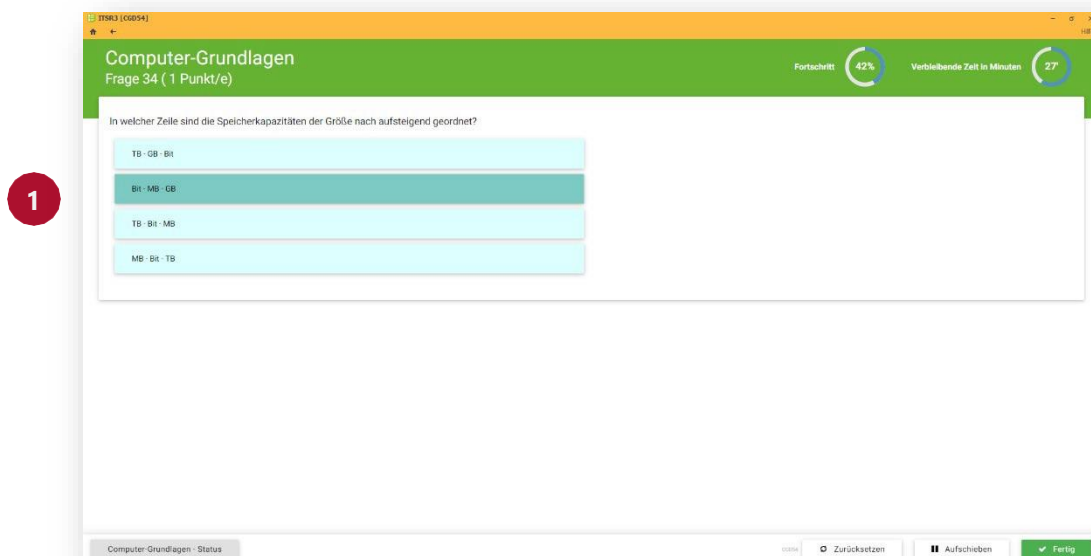 ITSR3 [CGD54]
Computer-Grundlagen
Frage 34 ( 1 Punkt/e)
Fortschritt 42% Verbleibende Zeit in Minuten 27'
In welcher Zeile sind die Speicherkapazitäten der Größe nach aufsteigend geordnet?
TB - GB - Bit
1
Bit - MB - GB
TB - Bit - MB
MB - Bit - TB
Computer-Grundlagen - Status
Zurücksetzen
Aufschieben
Fertig